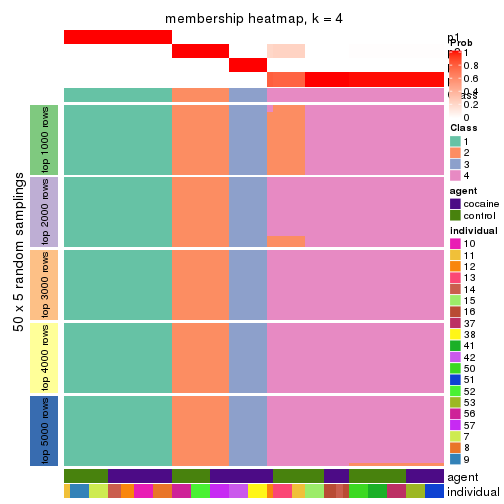 membership heatmap, k = 4
p1
Prob
1
0.8
0.6
0.4
0.2
0
Class
1
2
3
4
agent
cocaine
control
individual
10
11
12
13
14
15
16
37
38
41
42
50
51
52
53
56
57
7
8
9
50 x 5 random samplings
top 1000 rows
top 2000 rows
top 3000 rows
top 4000 rows
top 5000 rows
agent
individual